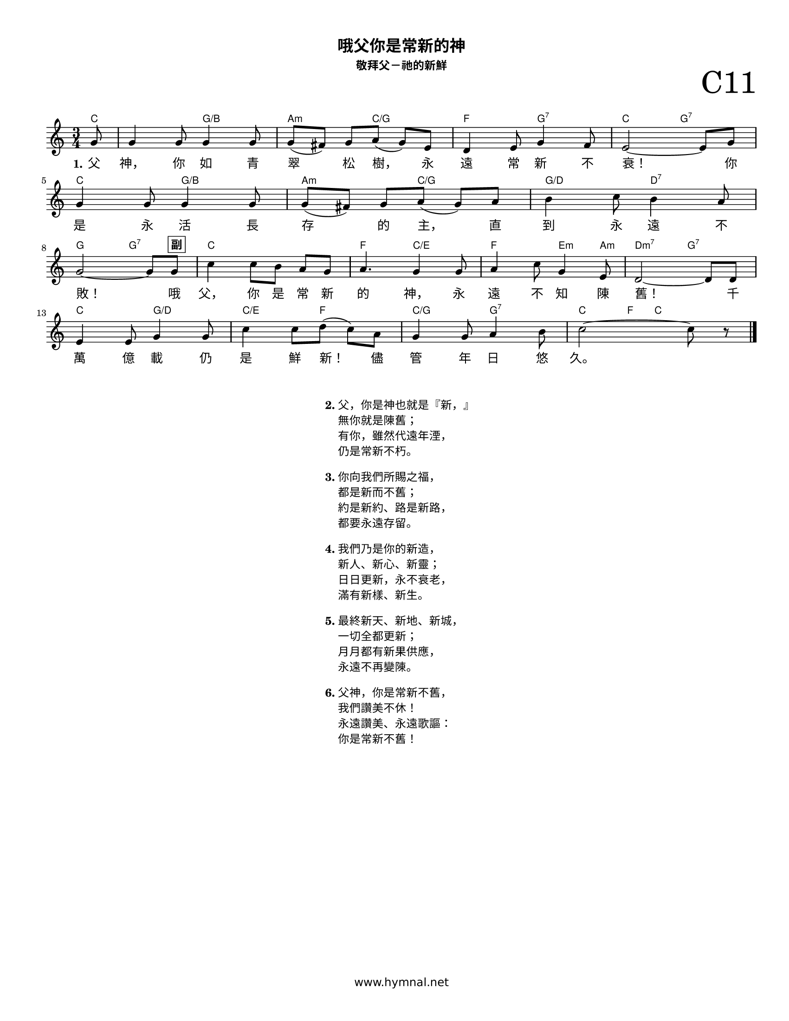 哦父你是常新的神
敬拜父－祂的新鮮
C11
C G/B Am C/G F G7 C G7
1. 父 神， 你 如 青 翠 松 樹， 永 遠 常 新 不 衰！ 你
5 C G/B Am C/G G/D D7
是 永 活 長 存 的 主， 直 到 永 遠 不
8 G G7 副 C F C/E F Em Am Dm7 G7
敗！ 哦 父， 你 是 常 新 的 神， 永 遠 不 知 陳 舊！ 千
13 C G/D C/E F C/G G7 C F C
萬 億 載 仍 是 鮮 新！ 儘 管 年 日 悠 久。
2. 父，你是神也就是『新，』
無你就是陳舊；
有你，雖然代遠年湮，
仍是常新不朽。
3. 你向我們所賜之福，
都是新而不舊；
約是新約、路是新路，
都要永遠存留。
4. 我們乃是你的新造，
新人、新心、新靈；
日日更新，永不衰老，
滿有新樣、新生。
5. 最終新天、新地、新城，
一切全都更新；
月月都有新果供應，
永遠不再變陳。
6. 父神，你是常新不舊，
我們讚美不休！
永遠讚美、永遠歌謳：
你是常新不舊！
www.hymnal.net